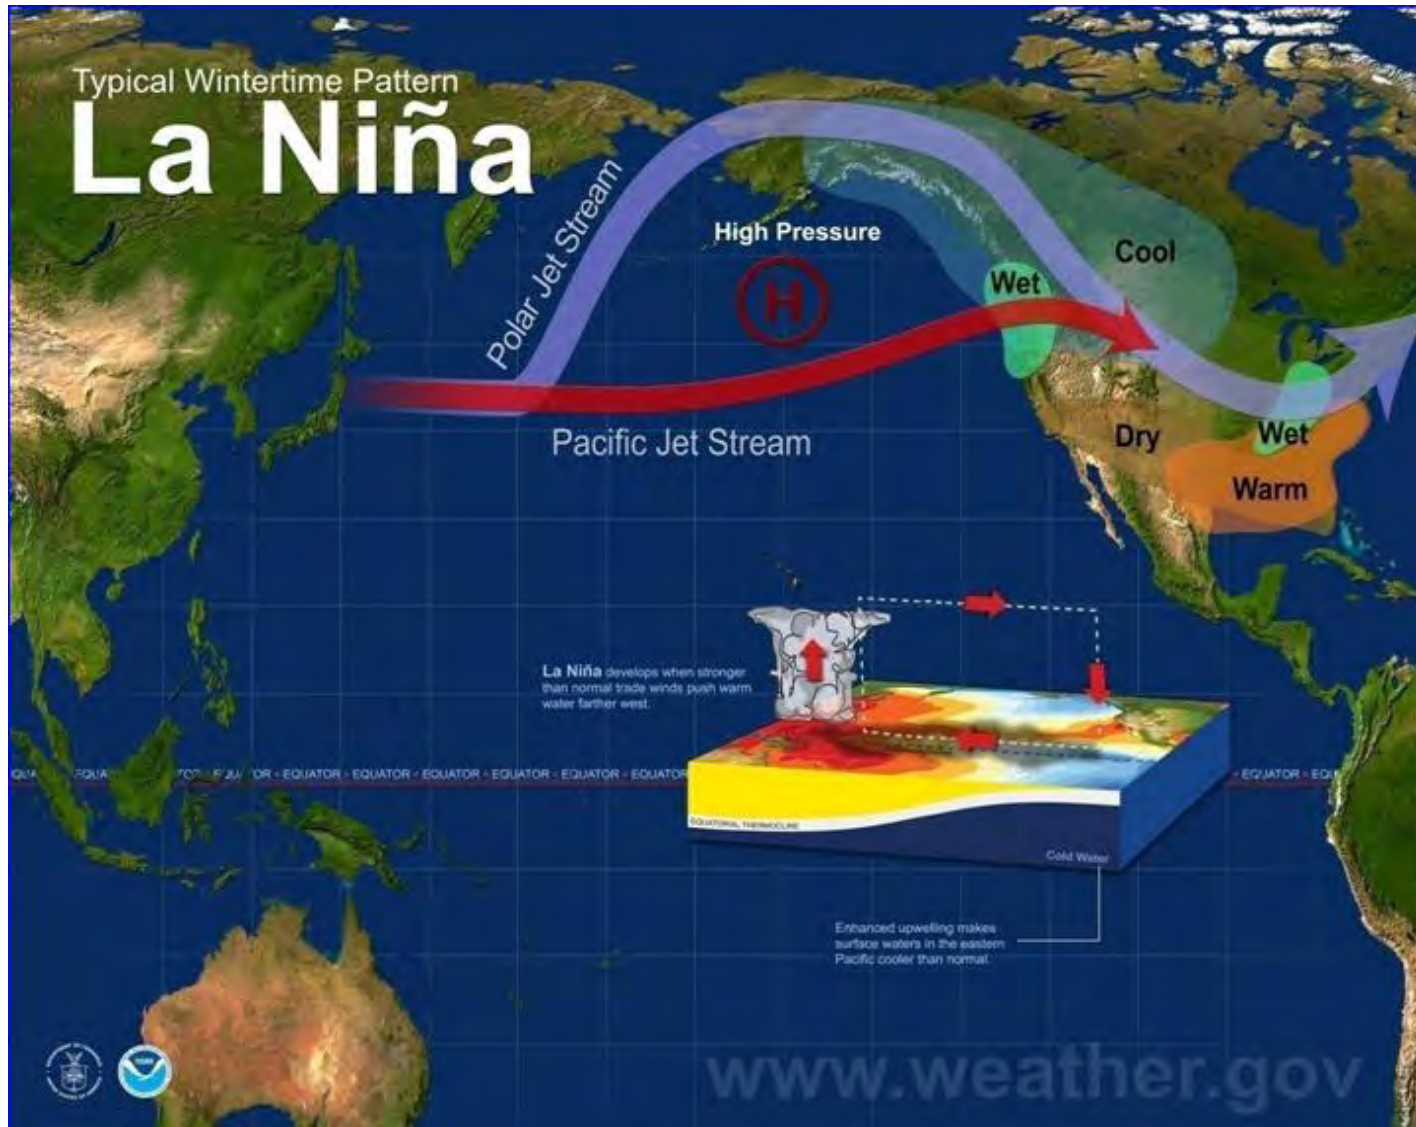 Typical Wintertime Pattern
La Niña
Polar Jet Stream
High Pressure
H
Cool
Wet
Pacific Jet Stream
Dry
Wet
Warm
La Niña develops when stronger
than normal trade winds push warm
water farther west.
EQUATOR - EQUATOR - EQUATOR - EQUATOR - EQUATOR - EQUATOR
EQUATOR
EQUATORIAL THERMOCLINE
Cold Water
Enhanced upwelling makes
surface waters in the eastern
Pacific cooler than normal.
NOAA
www.weather.gov